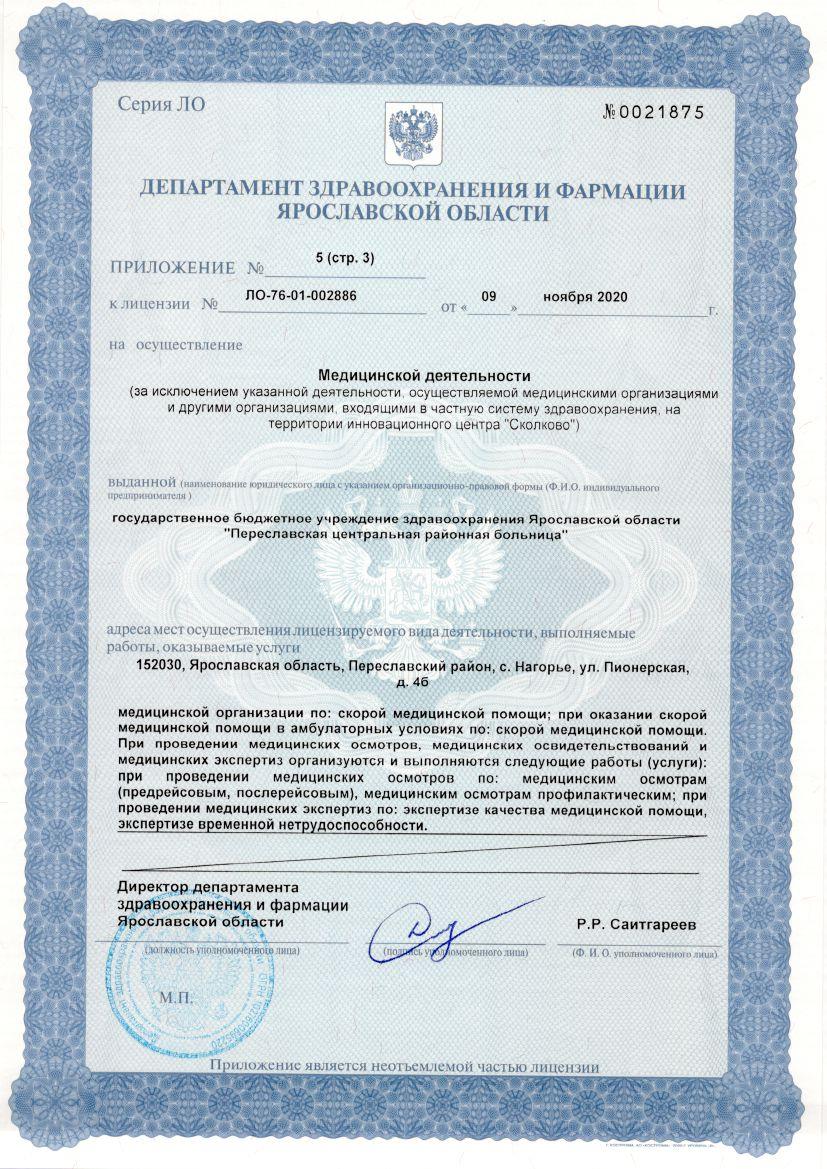 Серия ЛО
№ 0021875
ДЕПАРТАМЕНТ ЗДРАВООХРАНЕНИЯ И ФАРМАЦИИ
ЯРОСЛАВСКОЙ ОБЛАСТИ
ПРИЛОЖЕНИЕ № 5 (стр. 3)
к лицензии № ЛО-76-01-002886 от « 09 » ноября 2020 г.
на осуществление
Медицинской деятельности
(за исключением указанной деятельности, осуществляемой медицинскими организациями
и другими организациями, входящими в частную систему здравоохранения, на
территории инновационного центра "Сколково")
выданной (наименование юридического лица с указанием организационно-правовой формы (Ф.И.О. индивидуального
предпринимателя )
государственное бюджетное учреждение здравоохранения Ярославской области
"Переславская центральная районная больница"
адреса мест осуществления лицензируемого вида деятельности, выполняемые
работы, оказываемые услуги
152030, Ярославская область, Переславский район, с. Нагорье, ул. Пионерская,
д. 4б
медицинской организации по: скорой медицинской помощи; при оказании скорой
медицинской помощи в амбулаторных условиях по: скорой медицинской помощи.
При проведении медицинских осмотров, медицинских освидетельствований и
медицинских экспертиз организуются и выполняются следующие работы (услуги):
при проведении медицинских осмотров по: медицинским осмотрам
(предрейсовым, послерейсовым), медицинским осмотрам профилактическим; при
проведении медицинских экспертиз по: экспертизе качества медицинской помощи,
экспертизе временной нетрудоспособности.
Директор департамента
здравоохранения и фармации
Ярославской области
Р.Р. Саитгареев
(должность уполномоченного лица)
(подпись уполномоченного лица)
(Ф. И. О. уполномоченного лица)
М.П.
Приложение является неотъемлемой частью лицензии